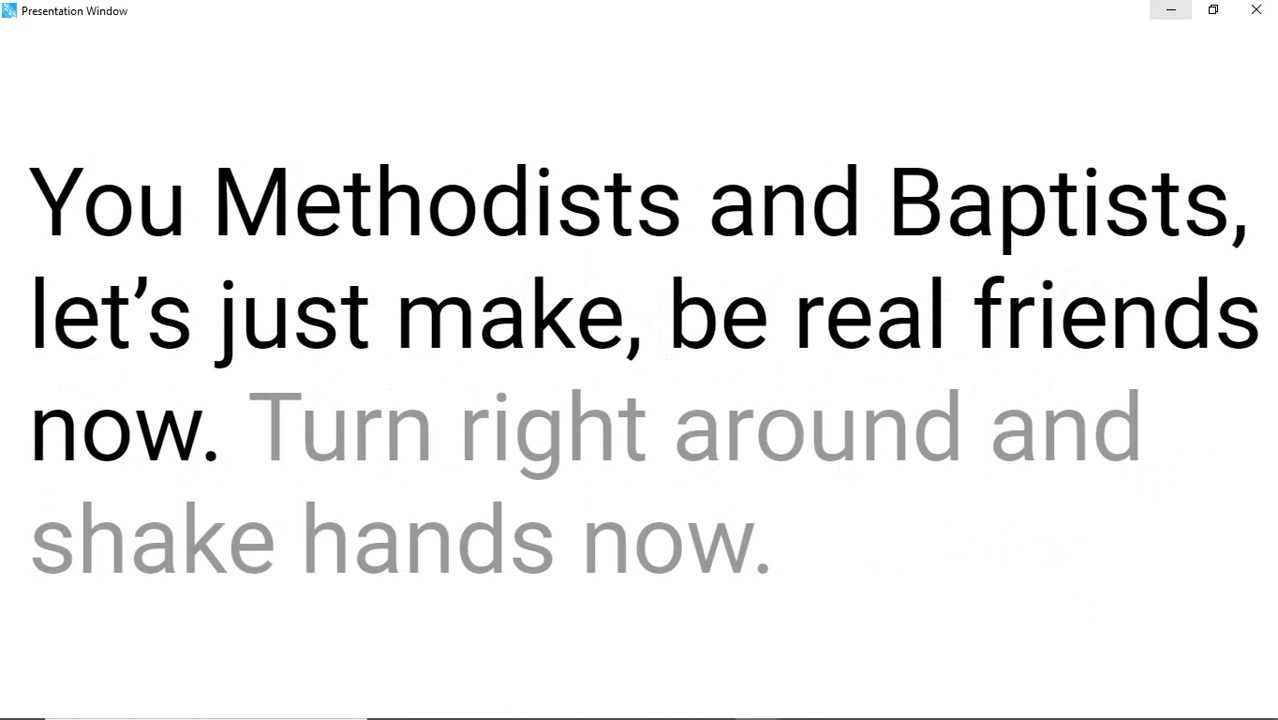 Presentation Window
You Methodists and Baptists,
let’s just make, be real friends
now. Turn right around and
shake hands now.